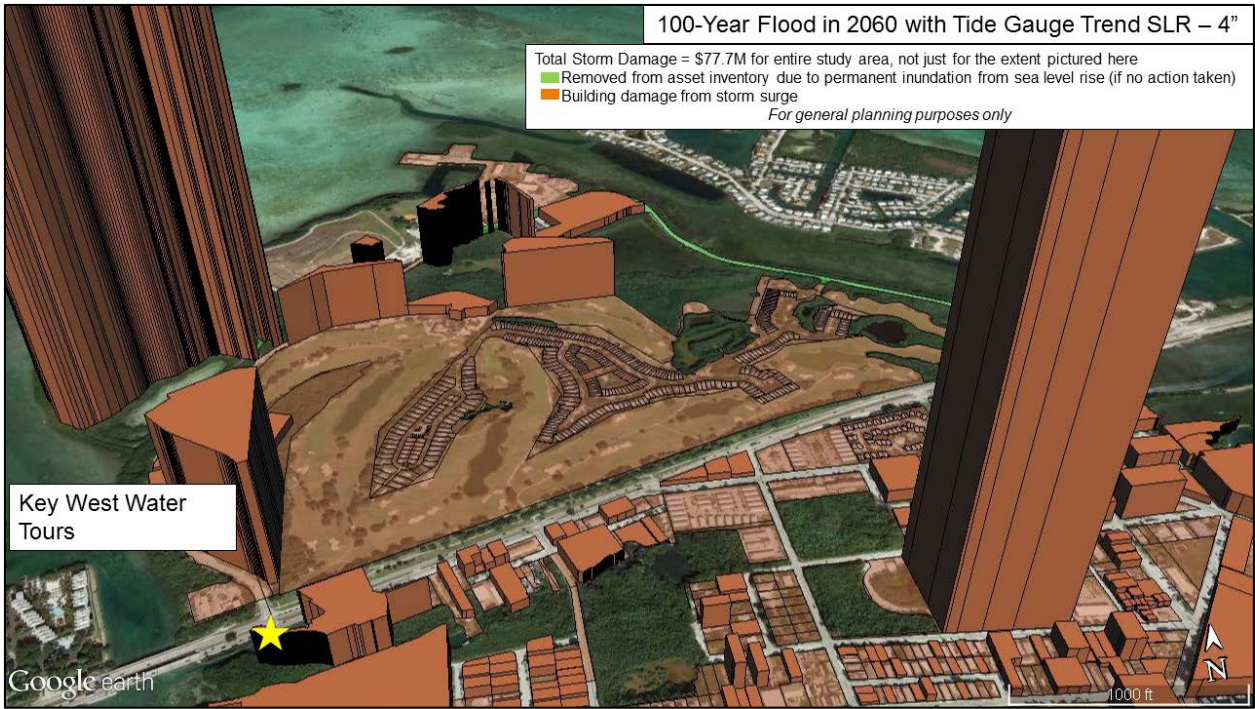 100-Year Flood in 2060 with Tide Gauge Trend SLR – 4”
Total Storm Damage = $77.7M for entire study area, not just for the extent pictured here
Removed from asset inventory due to permanent inundation from sea level rise (if no action taken)
Building damage from storm surge
For general planning purposes only
Key West Water
Tours
Google earth
N
1000 ft